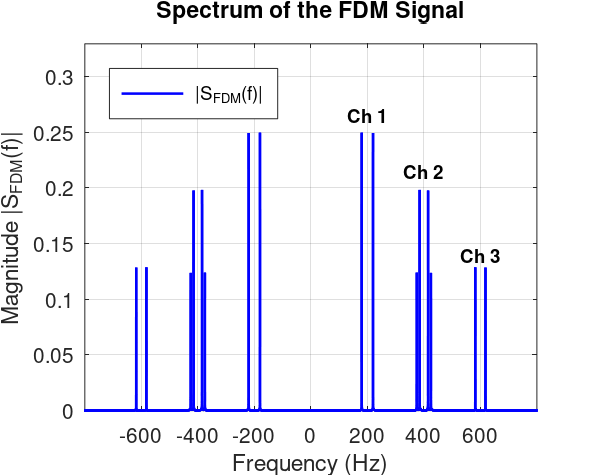 Spectrum of the FDM Signal
|S_FDM(f)|
Ch 1
Ch 2
Ch 3
Magnitude |S_FDM(f)|
0.3
0.25
0.2
0.15
0.1
0.05
0
-600 -400 -200 0 200 400 600
Frequency (Hz)